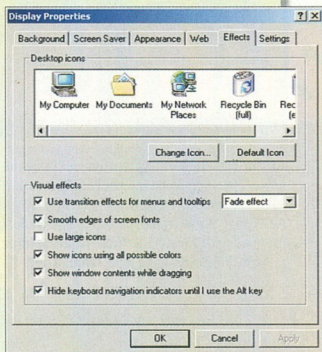 Display Properties
Background Screen Saver Appearance Web Effects Settings
Desktop icons
My Computer My Documents My Network Places Recycle Bin (full) Rec (e
Change Icon... Default Icon
Visual effects
Use transition effects for menus and tooltips Fade effect
Smooth edges of screen fonts
Use large icons
Show icons using all possible colors
Show window contents while dragging
Hide keyboard navigation indicators until I use the Alt key
OK Cancel Apply